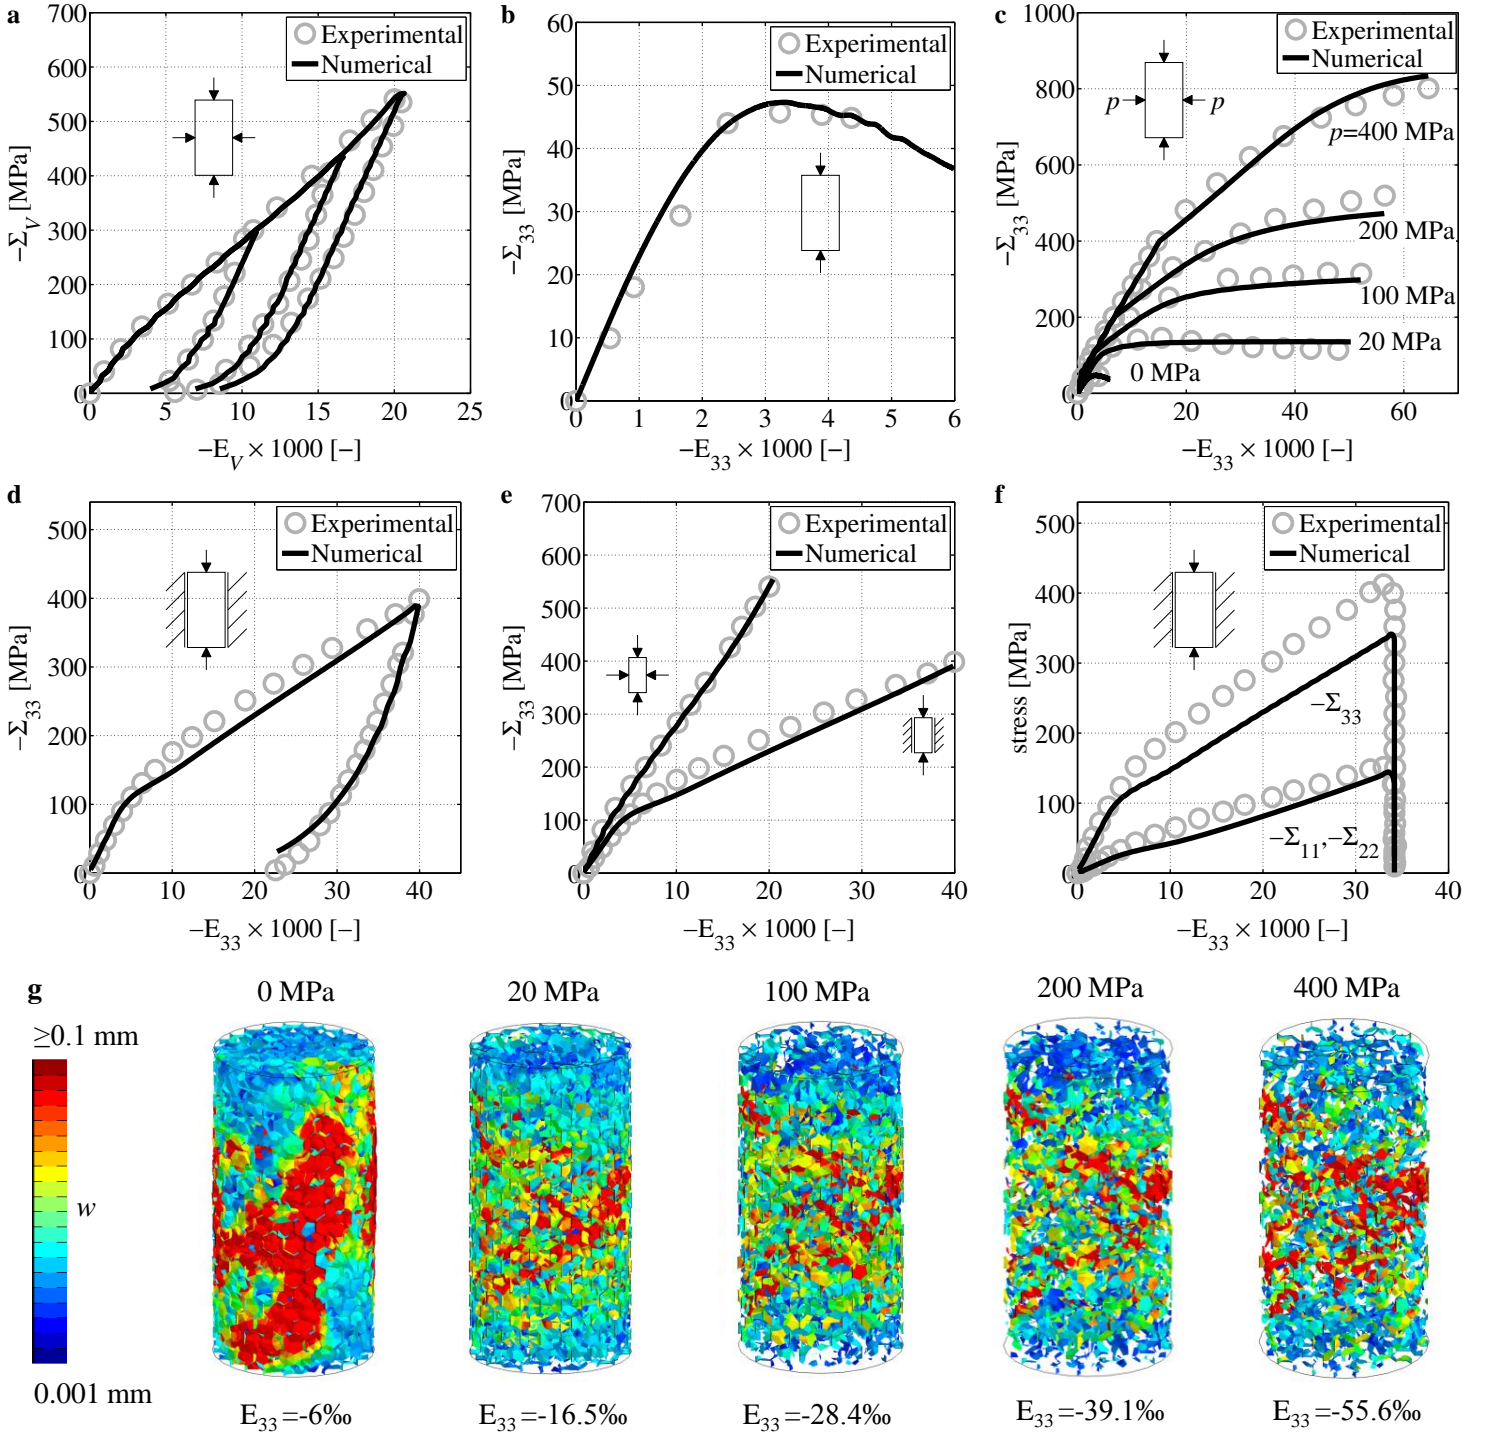 a
700
600
500
400
300
200
100
0
0 5 10 15 20 25
−Σ_V [MPa]
−E_V × 1000 [−]
Experimental
Numerical
b
60
50
40
30
20
10
0
0 1 2 3 4 5 6
−Σ_33 [MPa]
−E_33 × 1000 [−]
Experimental
Numerical
c
1000
800
600
400
200
0
0 20 40 60
−Σ_33 [MPa]
−E_33 × 1000 [−]
Experimental
Numerical
p p
p=400 MPa
200 MPa
100 MPa
20 MPa
0 MPa
d
500
400
300
200
100
0
0 10 20 30 40
−Σ_33 [MPa]
−E_33 × 1000 [−]
Experimental
Numerical
e
700
600
500
400
300
200
100
0
0 10 20 30 40
−Σ_33 [MPa]
−E_33 × 1000 [−]
Experimental
Numerical
f
500
400
300
200
100
0
0 10 20 30 40
stress [MPa]
−E_33 × 1000 [−]
Experimental
Numerical
−Σ_33
−Σ_11,−Σ_22
g
0 MPa 20 MPa 100 MPa 200 MPa 400 MPa
≥0.1 mm
w
0.001 mm
E_33=-6‰ E_33=-16.5‰ E_33=-28.4‰ E_33=-39.1‰ E_33=-55.6‰